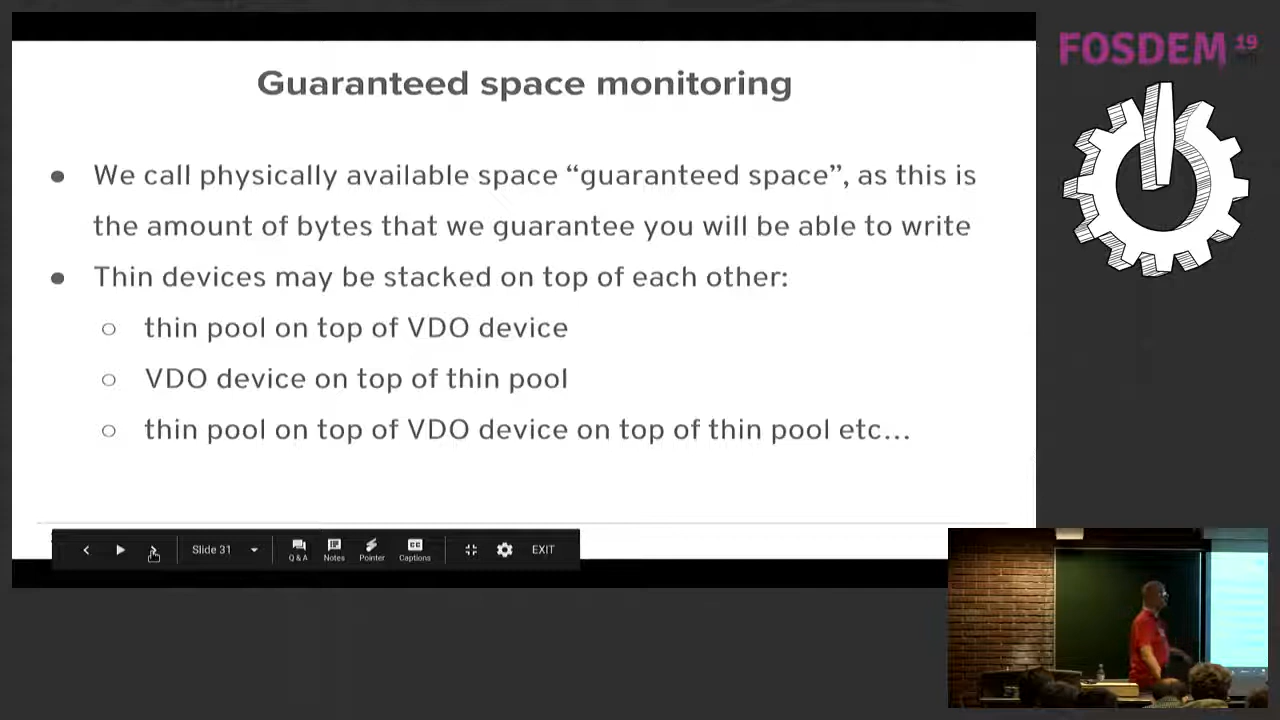 Guaranteed space monitoring
● We call physically available space “guaranteed space”, as this is
the amount of bytes that we guarantee you will be able to write
● Thin devices may be stacked on top of each other:
○ thin pool on top of VDO device
○ VDO device on top of thin pool
○ thin pool on top of VDO device on top of thin pool etc...
Slide 31
Q & A
Notes
Pointer
CC
Captions
EXIT
FOSDEM 19